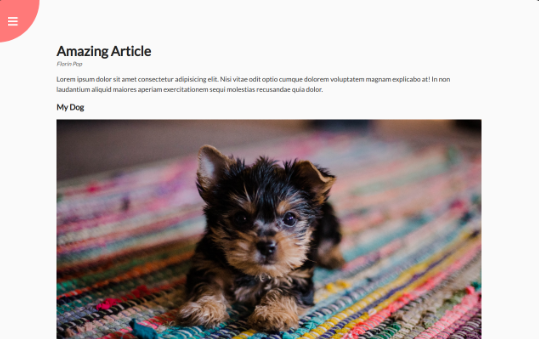 Amazing Article
Florin Pop
Lorem ipsum dolor sit amet consectetur adipisicing elit. Nisi vitae odit optio cumque dolorem voluptatem magnam explicabo at! In non
laudantium aliquid maiores aperiam exercitationem sequi molestias recusandae quia dolor.
My Dog